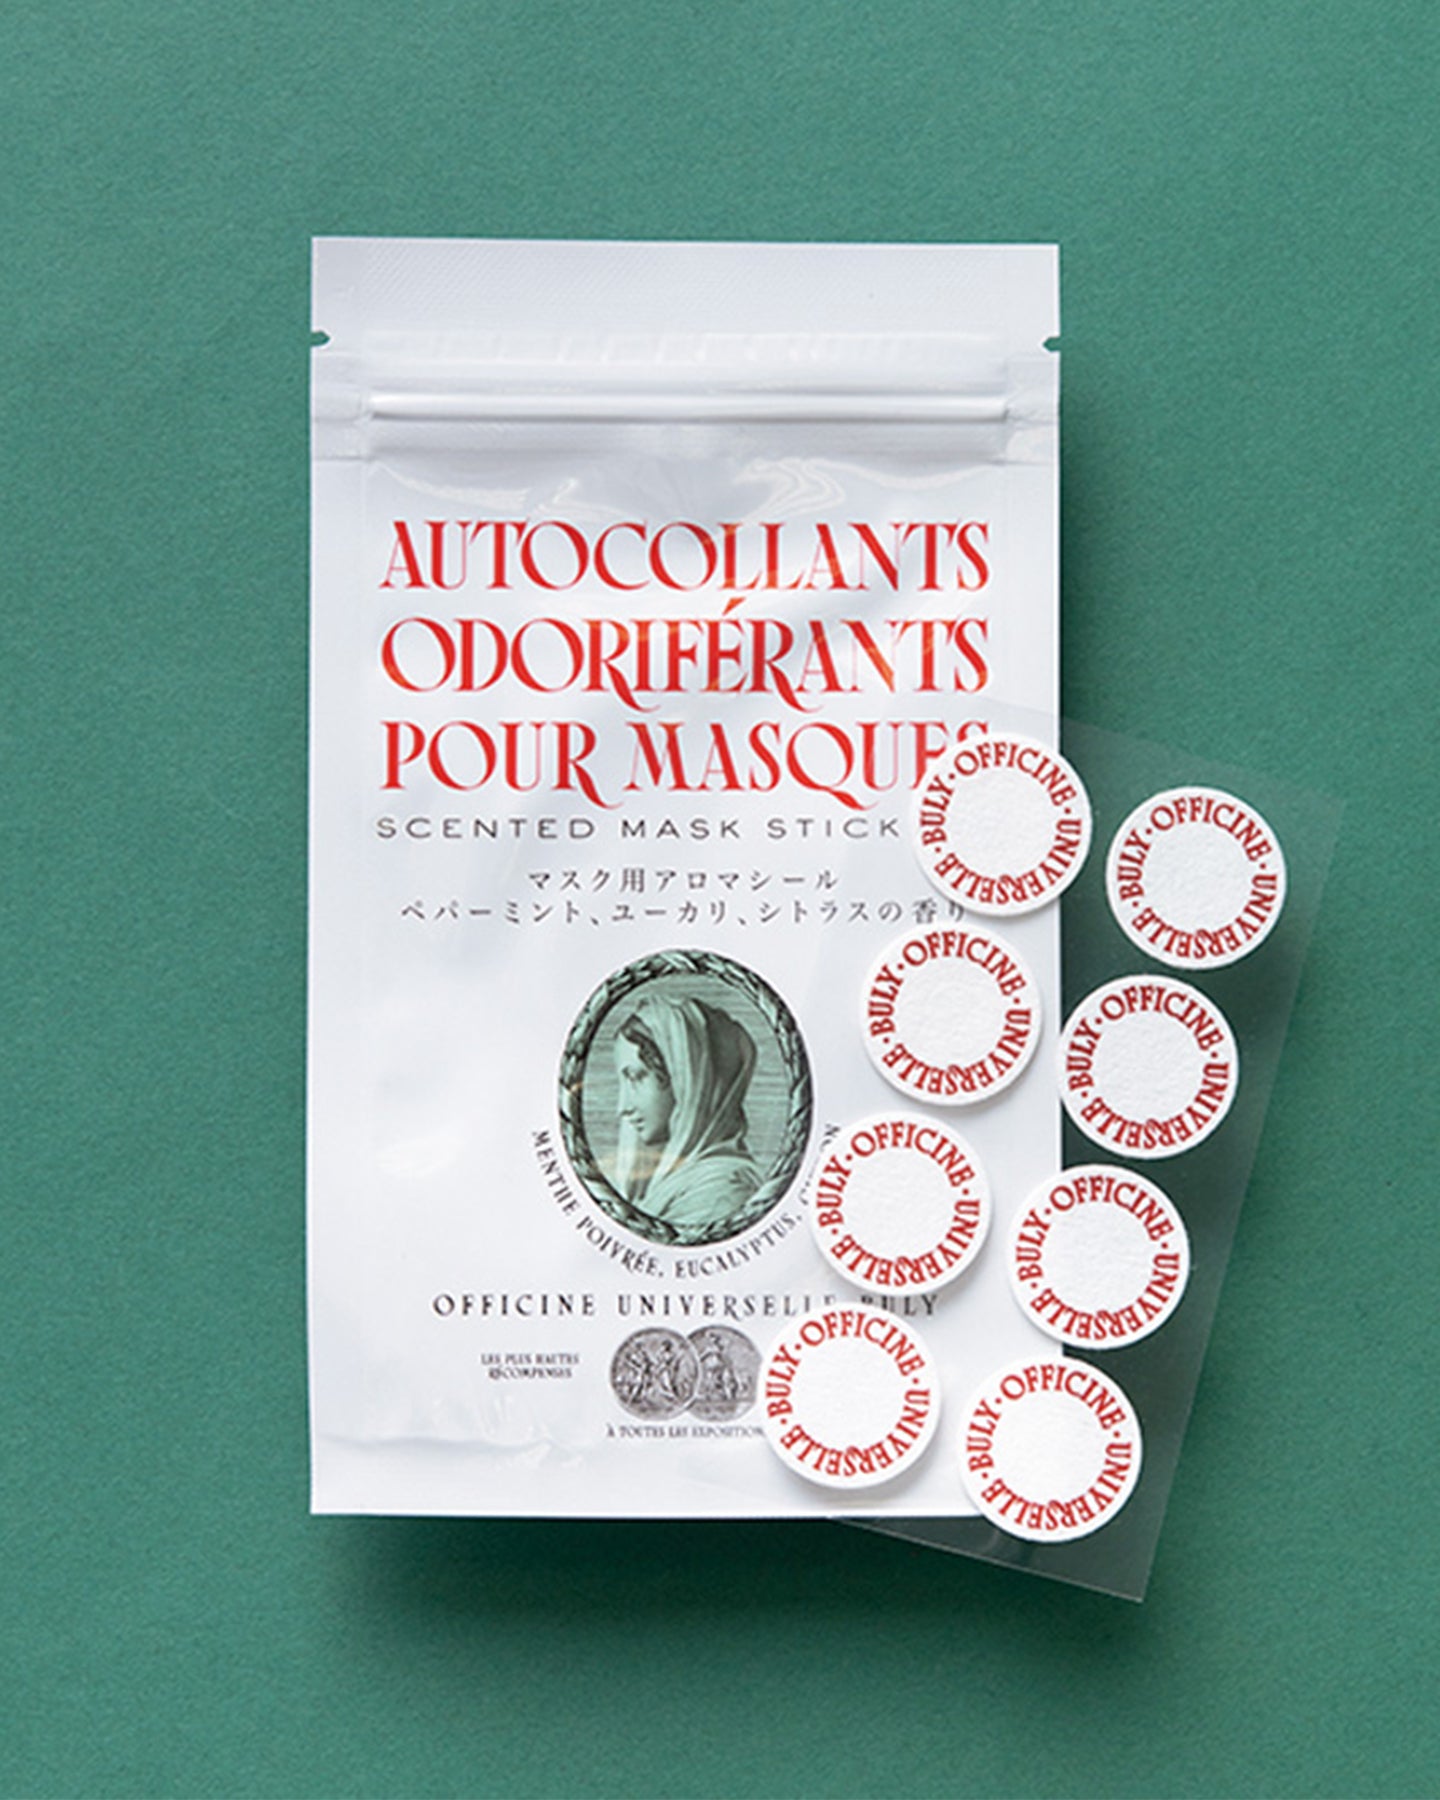 AUTOCOLLANTS
ODORIFÉRANTS
POUR MASQUES
SCENTED MASK STICK
マスク用アロマシール
ペパーミント、ユーカリ、シトラスの香り
MENTHE POIVRÉE, EUCALYPTUS,
OFFICINE UNIVERSELLE BULY
LES PLUS HAUTES
RÉCOMPENSES
À TOUTES LES EXPOSITION
BULY · OFFICINE · UNIVERSELLE ·
BULY · OFFICINE · UNIVERSELLE ·
BULY · OFFICINE · UNIVERSELLE ·
BULY · OFFICINE · UNIVERSELLE ·
BULY · OFFICINE · UNIVERSELLE ·
BULY · OFFICINE · UNIVERSELLE ·
BULY · OFFICINE · UNIVERSELLE ·
BULY · OFFICINE · UNIVERSELLE ·